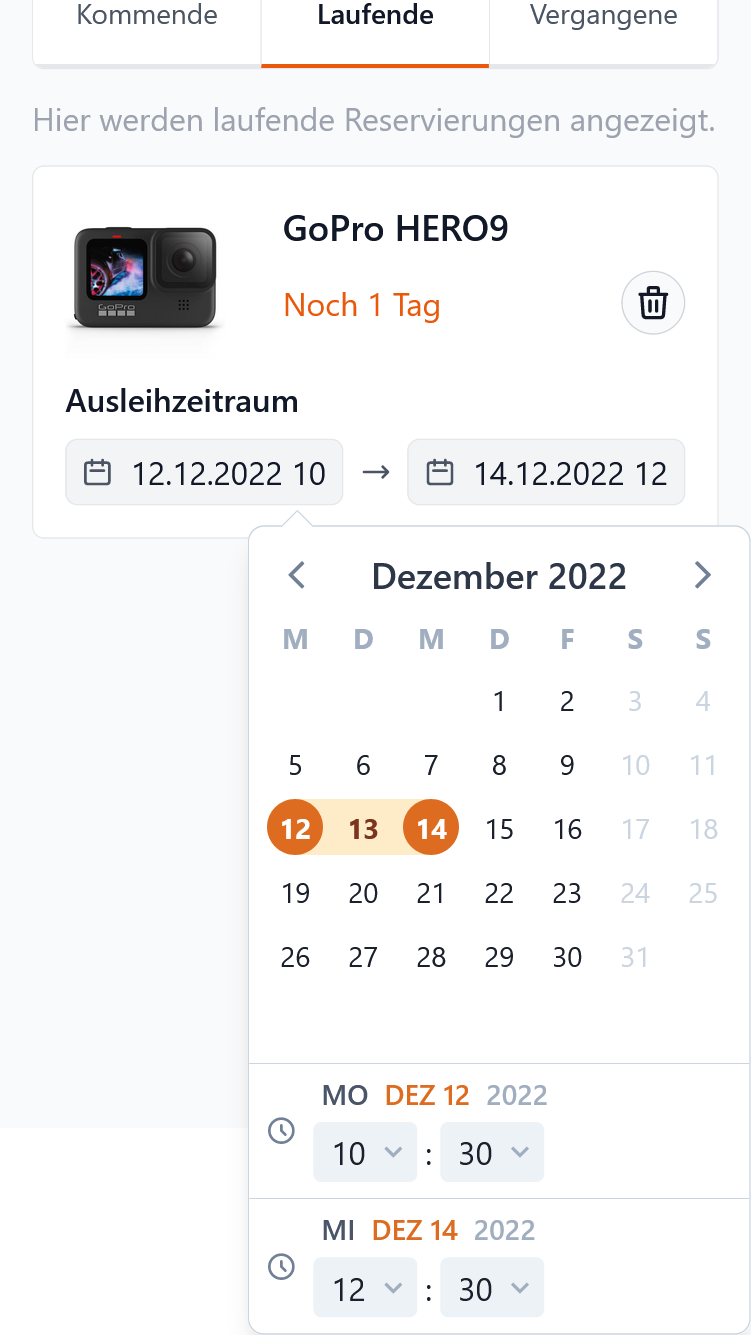 Kommende Laufende Vergangene
Hier werden laufende Reservierungen angezeigt.
GoPro HERO9
GoPro
Noch 1 Tag
Ausleihzeitraum
12.12.2022 10 → 14.12.2022 12
Dezember 2022
M D M D F S S
1 2 3 4
5 6 7 8 9 10 11
12 13 14 15 16 17 18
19 20 21 22 23 24 25
26 27 28 29 30 31
MO DEZ 12 2022
10 : 30
MI DEZ 14 2022
12 : 30